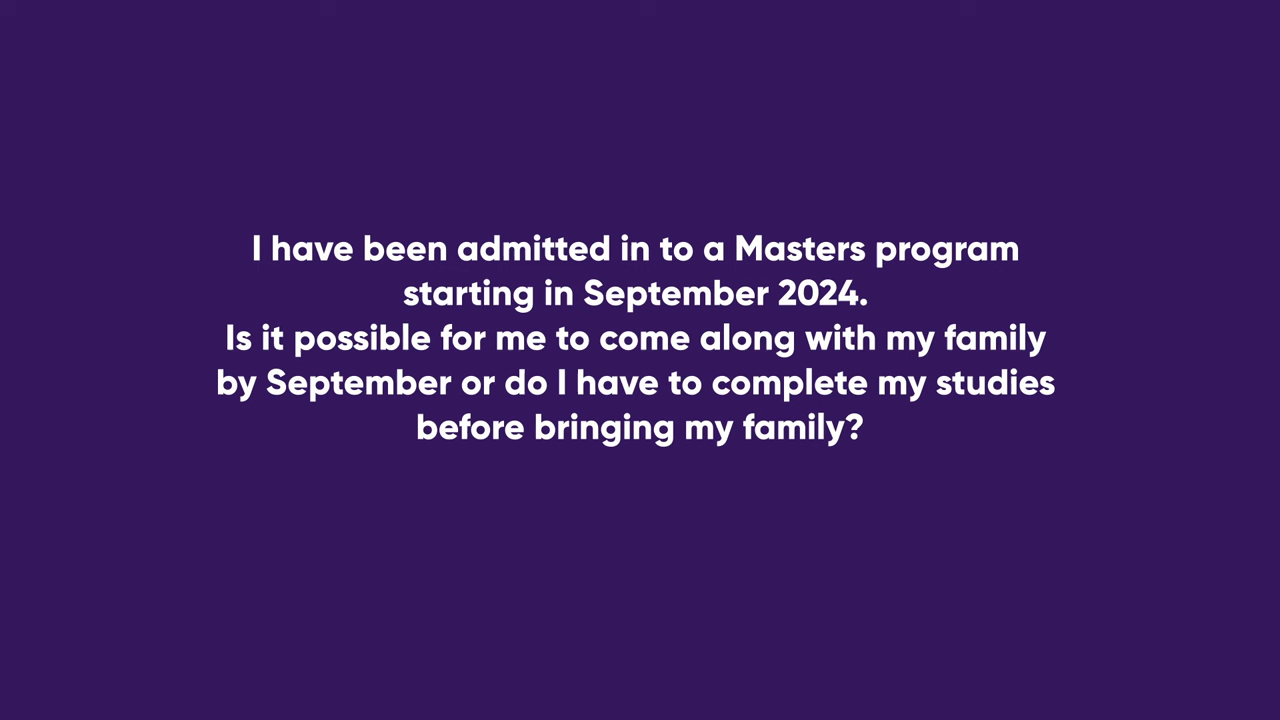 I have been admitted in to a Masters program
starting in September 2024.
Is it possible for me to come along with my family
by September or do I have to complete my studies
before bringing my family?